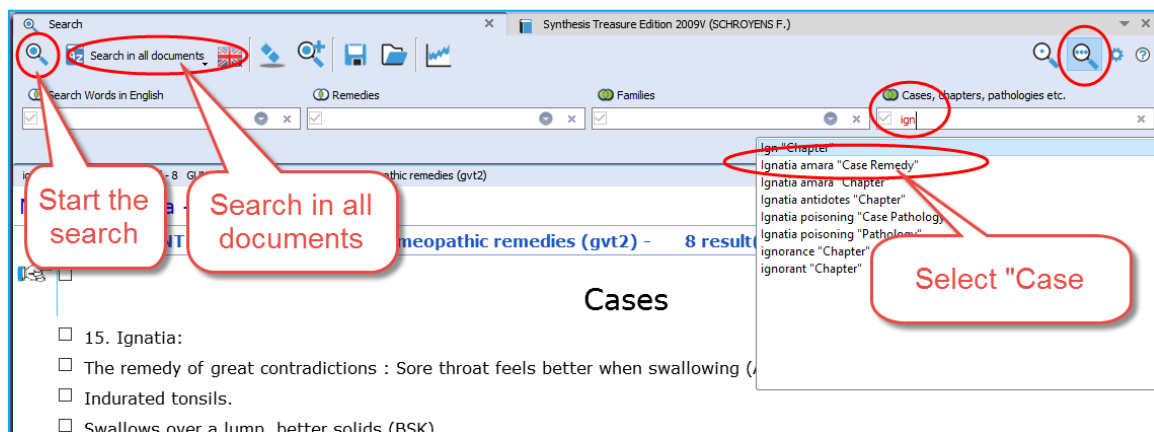 Search
Synthesis Treasure Edition 2009V (SCHROYENS F.)
Search in all documents
Search Words in English
Remedies
Families
Cases, chapters, pathologies etc.
ign
Ign "Chapter"
Ignatia amara "Case Remedy"
Ignatia amara "Chapter"
Ignatia antidotes "Chapter"
Ignatia poisoning "Case Pathology
Ignatia poisoning "Pathology"
ignorance "Chapter"
ignorant "Chapter"
Start the
search
Search in all
documents
Select "Case
- 8
remedies (gvt2)
meopathic remedies (gvt2) - 8 result
Cases
15. Ignatia:
The remedy of great contradictions : Sore throat feels better when swallowing (
Indurated tonsils.
Swallows over a lump, better solids (BSK)